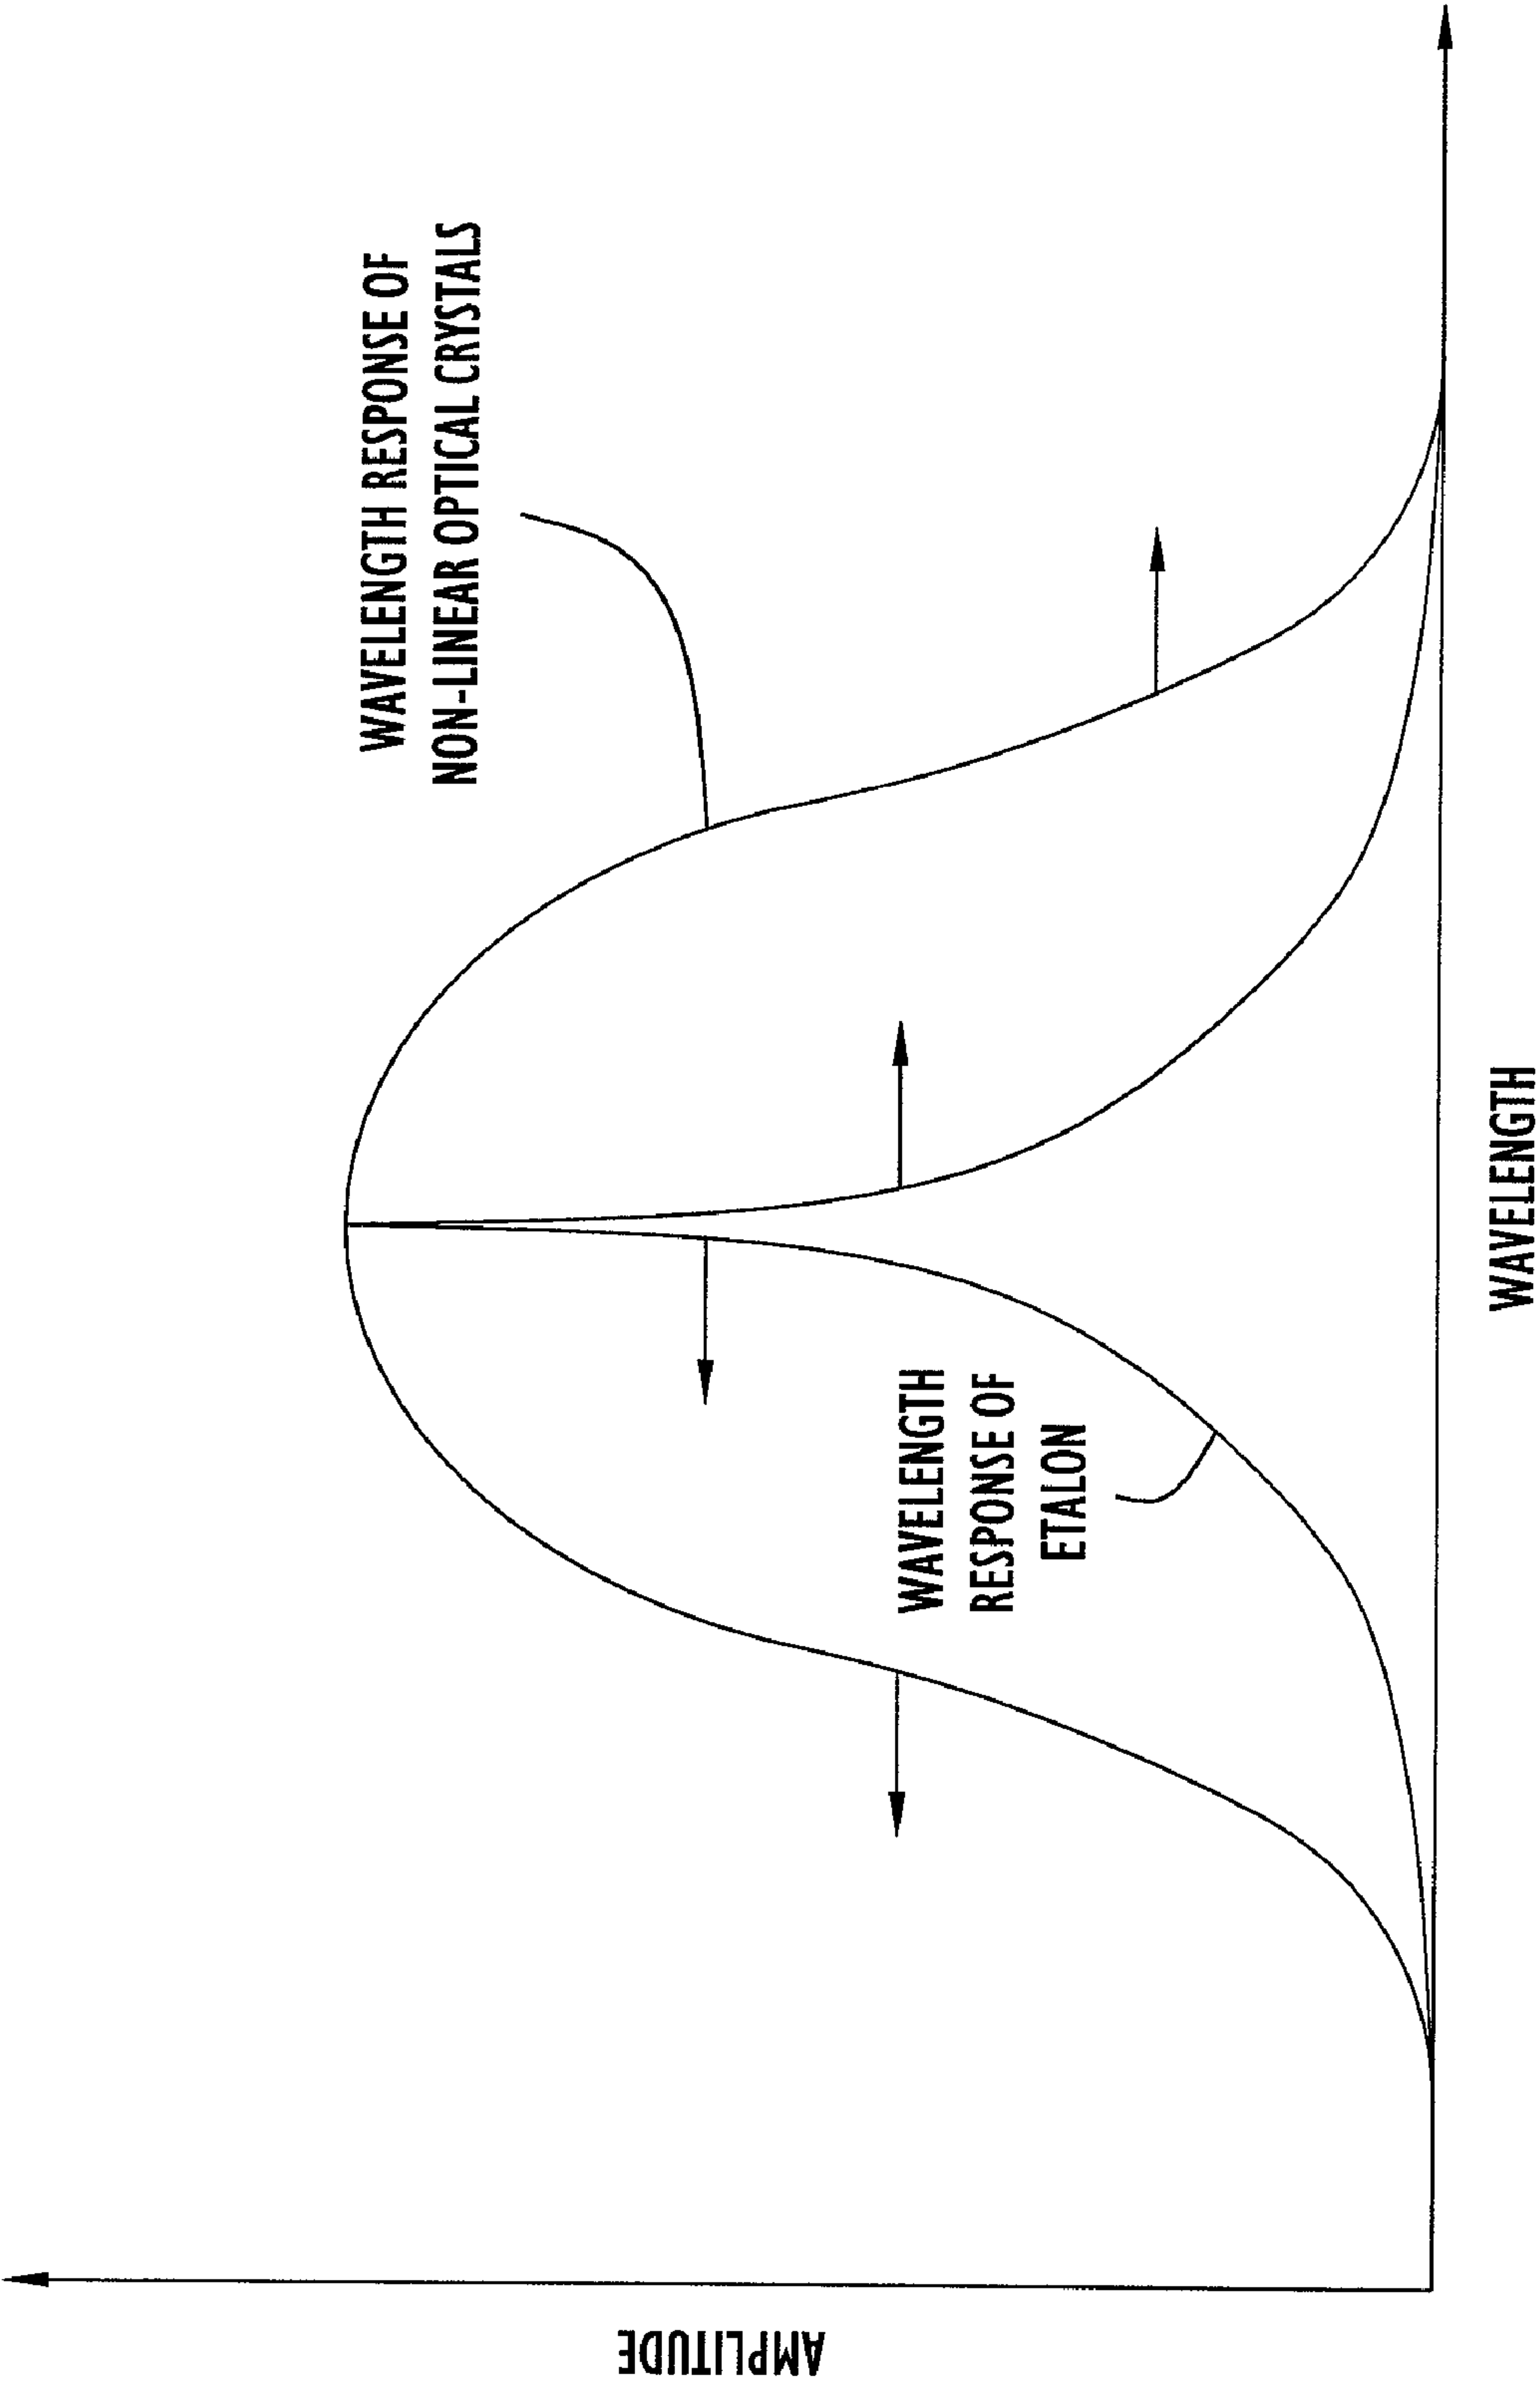 WAVELENGTH RESPONSE OF
NON-LINEAR OPTICAL CRYSTALS
WAVELENGTH
RESPONSE OF
ETALON
AMPLITUDE
WAVELENGTH